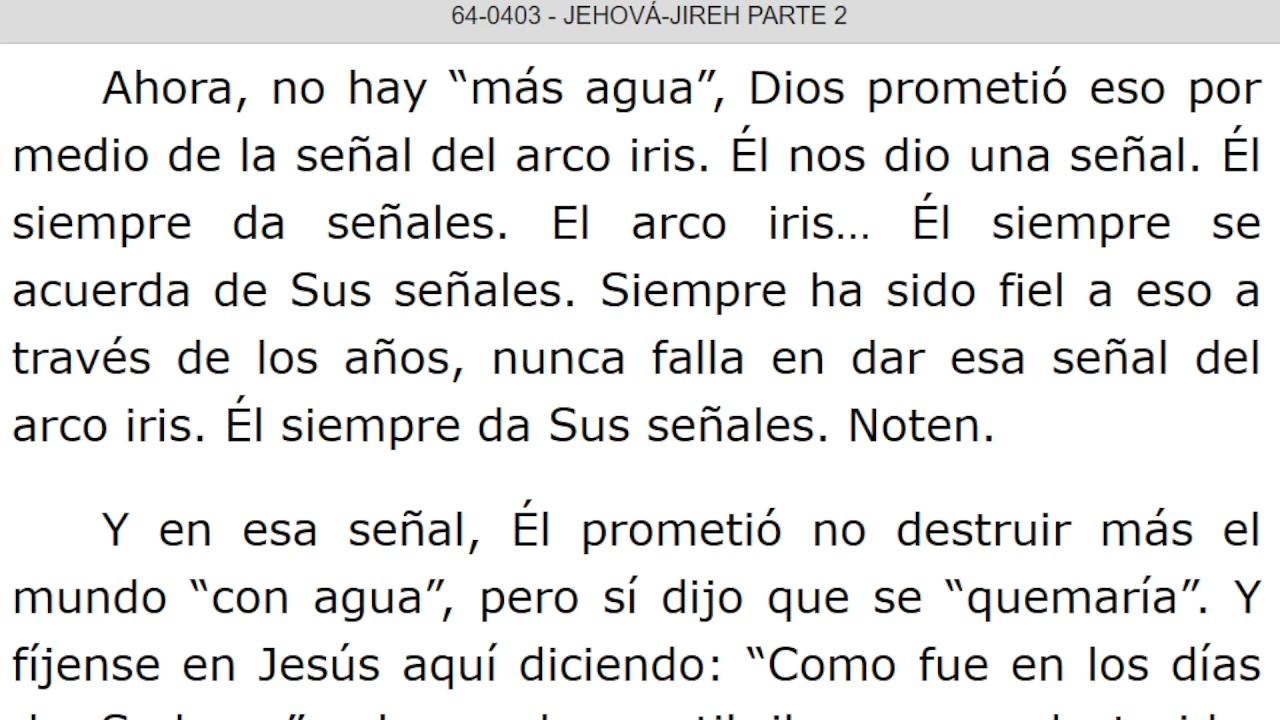 64-0403 - JEHOVÁ-JIREH PARTE 2
Ahora, no hay “más agua”, Dios prometió eso por
medio de la señal del arco iris. Él nos dio una señal. Él
siempre da señales. El arco iris… Él siempre se
acuerda de Sus señales. Siempre ha sido fiel a eso a
través de los años, nunca falla en dar esa señal del
arco iris. Él siempre da Sus señales. Noten.
Y en esa señal, Él prometió no destruir más el
mundo “con agua”, pero sí dijo que se “quemaría”. Y
fíjense en Jesús aquí diciendo: “Como fue en los días